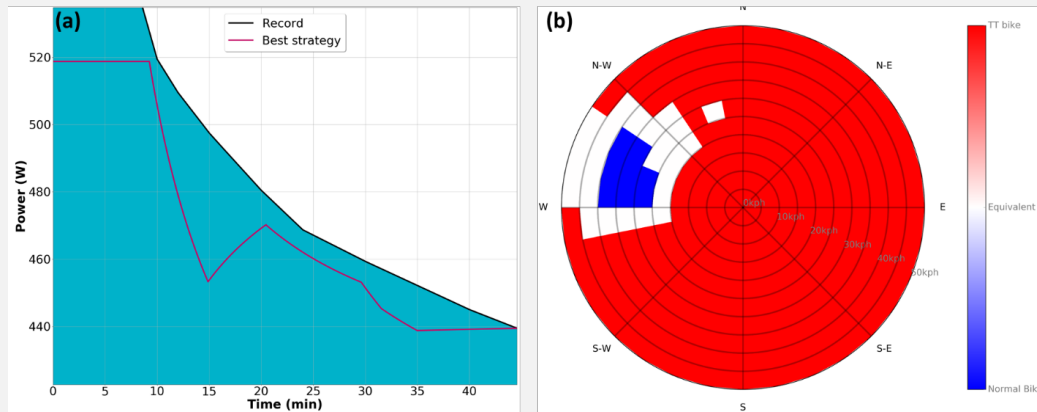 (a)
Record
Best strategy
520
500
480
460
440
Power (W)
0
5
10
15
20
25
30
35
40
Time (min)
(b)
N
N-E
E
S-E
S
S-W
W
N-W
0kph
10kph
20kph
30kph
40kph
50kph
TT bike
Equivalent
Normal Bik